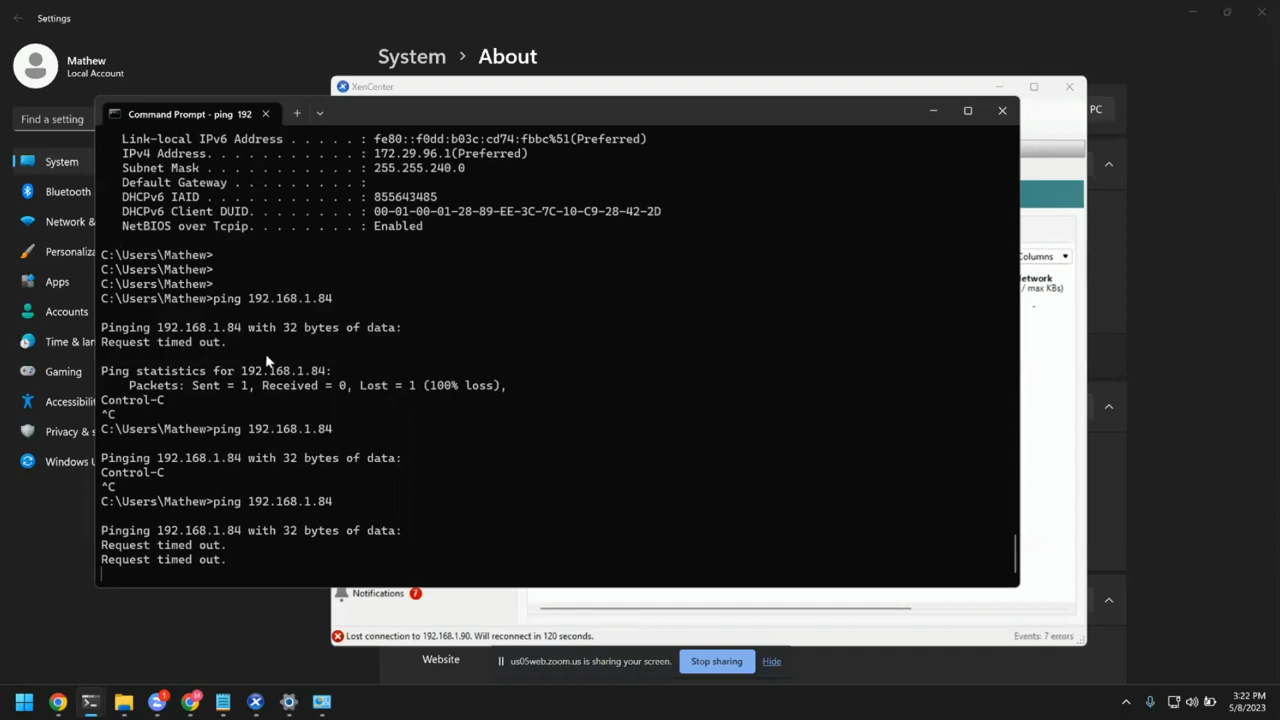 Settings
Mathew
Local Account
System > About
XenCenter
Find a setting
Command Prompt - ping 192
PC
Link-local IPv6 Address . . . . . : fe80::f0dd:b03c:cd74:fbbc%51(Preferred)
IPv4 Address. . . . . . . . . . . : 172.29.96.1(Preferred)
Subnet Mask . . . . . . . . . . . : 255.255.240.0
Default Gateway . . . . . . . . . :
DHCPv6 IAID . . . . . . . . . . . : 855643485
DHCPv6 Client DUID. . . . . . . . : 00-01-00-01-28-89-EE-3C-7C-10-C9-28-42-2D
NetBIOS over Tcpip. . . . . . . . : Enabled
C:\Users\Mathew>
C:\Users\Mathew>
C:\Users\Mathew>
C:\Users\Mathew>ping 192.168.1.84
Pinging 192.168.1.84 with 32 bytes of data:
Request timed out.
Ping statistics for 192.168.1.84:
Packets: Sent = 1, Received = 0, Lost = 1 (100% loss),
Control-C
^C
C:\Users\Mathew>ping 192.168.1.84
Pinging 192.168.1.84 with 32 bytes of data:
Control-C
^C
C:\Users\Mathew>ping 192.168.1.84
Pinging 192.168.1.84 with 32 bytes of data:
Request timed out.
Request timed out.
System
Bluetooth
Network &
Personaliza
Apps
Accounts
Time & lan
Gaming
Accessibilit
Privacy & s
Windows U
Columns
etwork
/ max KBs)
-
Notifications 7
Lost connection to 192.168.1.90. Will reconnect in 120 seconds.
Events: 7 errors
Website
us05web.zoom.us is sharing your screen.
Stop sharing
Hide
3:22 PM
5/8/2023